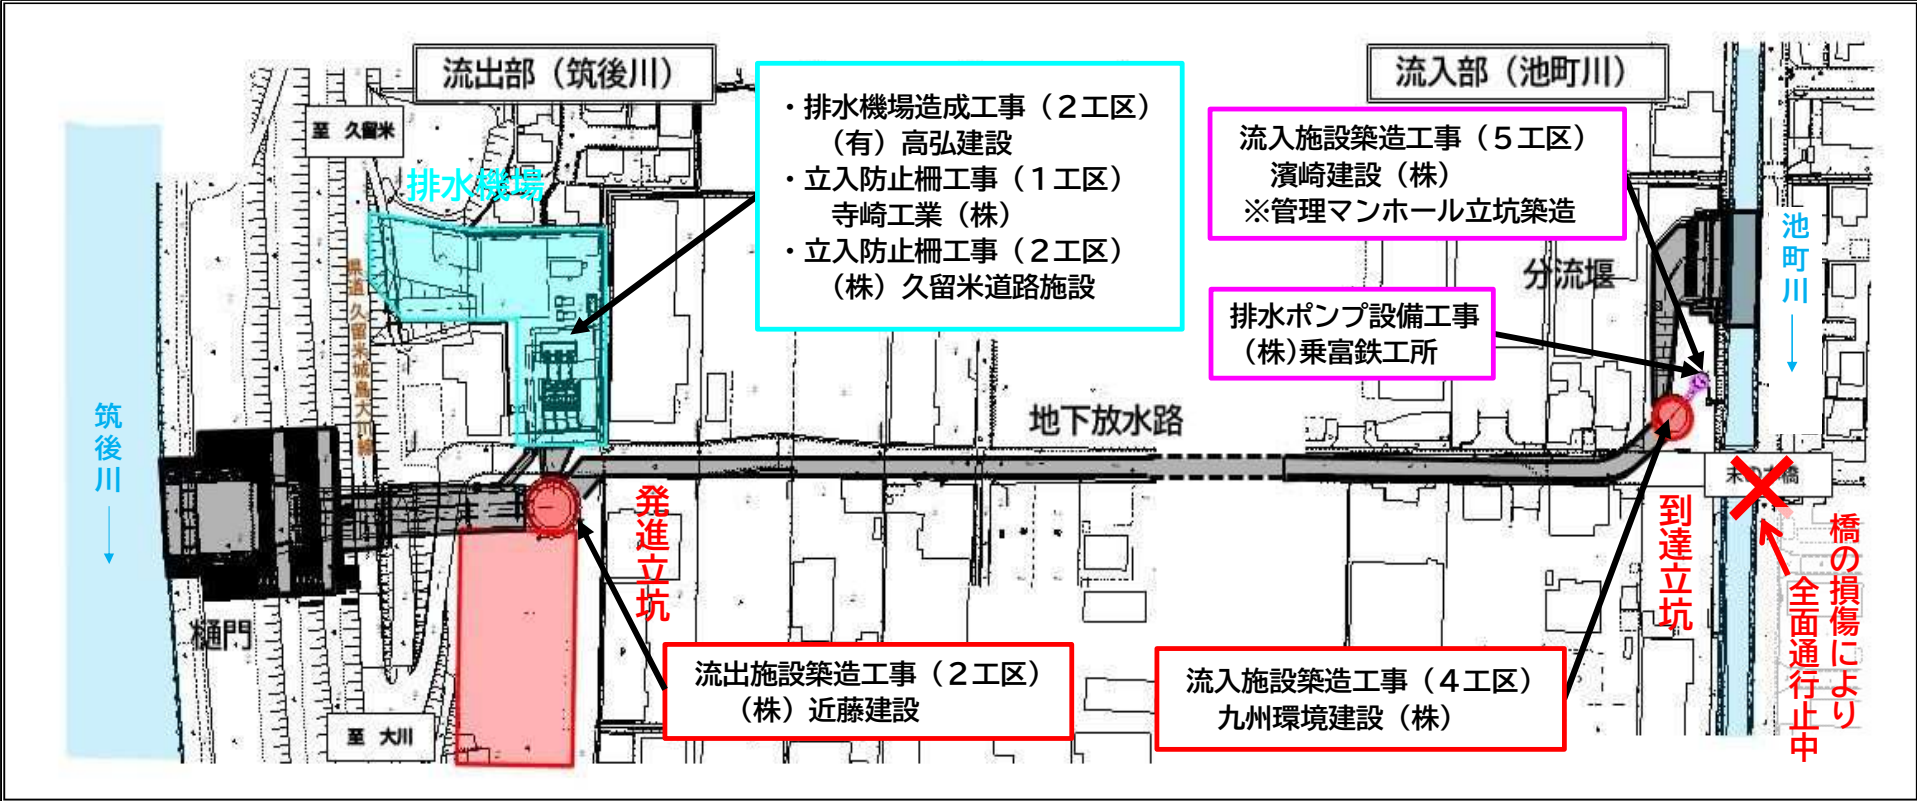 流出部（筑後川）
流入部（池町川）
至 久留米
排水機場
・排水機場造成工事（２工区）
（有）高弘建設
・立入防止柵工事（１工区）
寺崎工業（株）
・立入防止柵工事（２工区）
（株）久留米道路施設
流入施設築造工事（５工区）
濱崎建設（株）
※管理マンホール立坑築造
分流堰
池町川
排水ポンプ設備工事
（株）乗富鉄工所
県道 久留米城島大川線
筑後川
地下放水路
発進立坑
到達立坑
樋門
橋の損傷により
全面通行止中
流出施設築造工事（２工区）
（株）近藤建設
流入施設築造工事（４工区）
九州環境建設（株）
至 大川